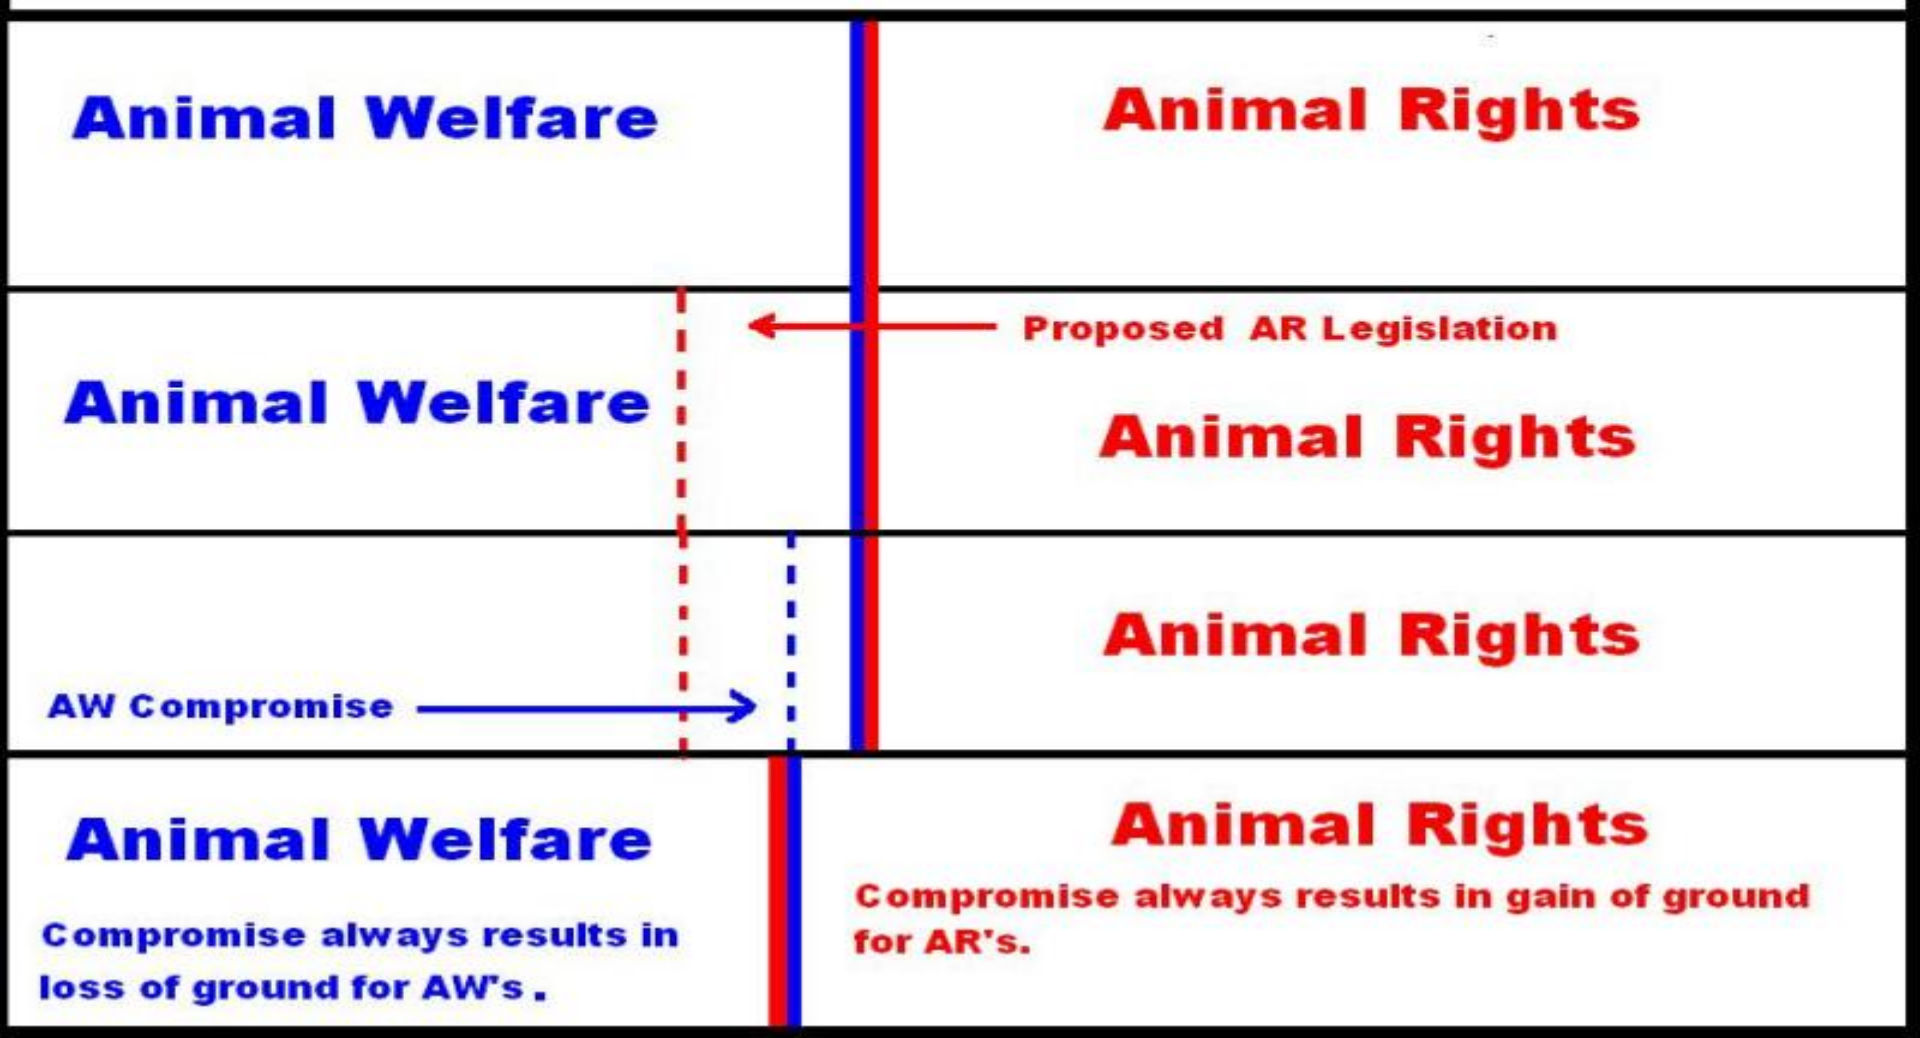 Animal Welfare
Animal Rights
Proposed AR Legislation
Animal Welfare
Animal Rights
Animal Rights
AW Compromise
Animal Welfare
Compromise always results in
loss of ground for AW's .
Animal Rights
Compromise always results in gain of ground
for AR's.